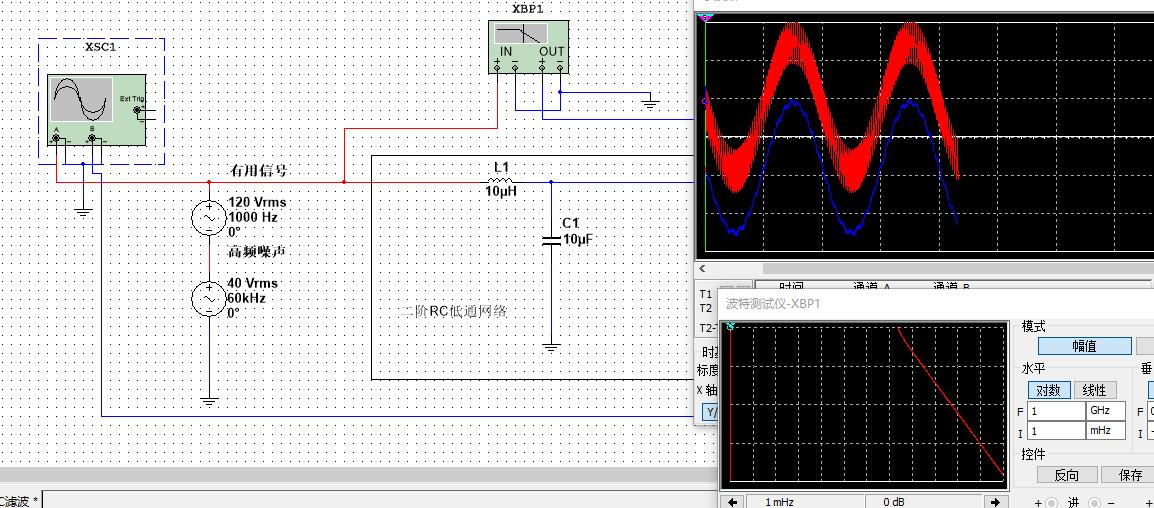 XBP1
XSC1
IN OUT
+ − + −
Ext Trig
A B
有用信号
120 Vrms
1000 Hz
0°
高频噪声
40 Vrms
60kHz
0°
L1
10µH
C1
10µF
二阶RC低通网络
时间 通道_A 通道_B
T1
T2
T2-
时基
标度
X 轴
Y/
波特测试仪-XBP1
模式
幅值
水平 垂
对数 线性
F 1 GHz F
I 1 mHz I
控件
反向 保存
1 mHz 0 dB
+ 进 −
C滤波 *